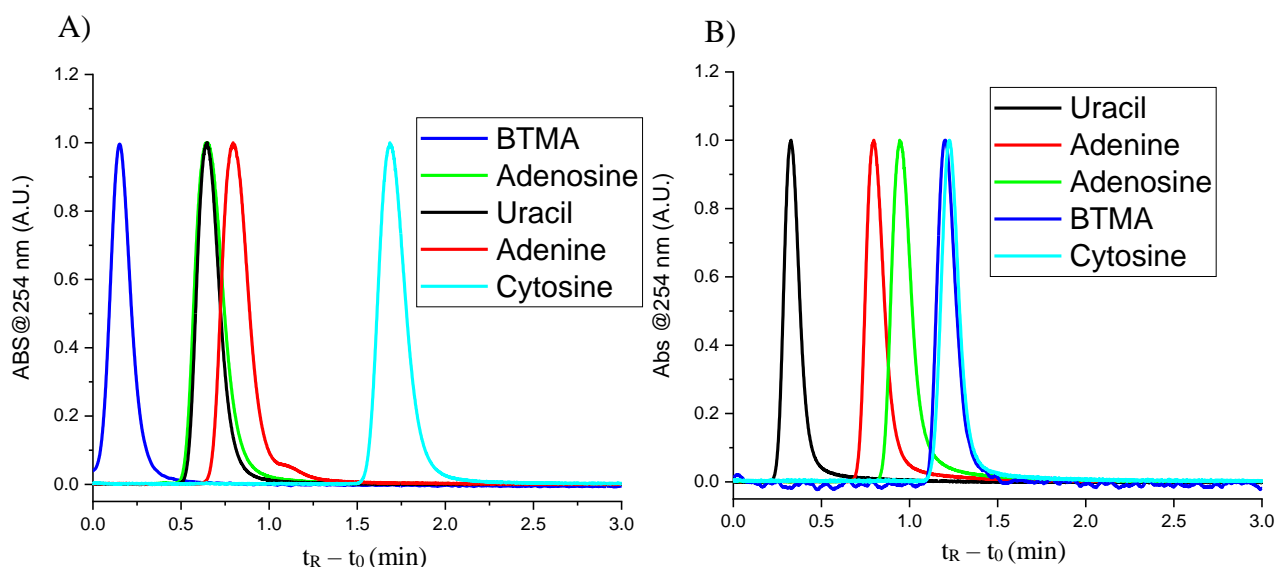 A)
1.2
1.0
0.8
0.6
0.4
0.2
0.0
ABS@254 nm (A.U.)
BTMA
Adenosine
Uracil
Adenine
Cytosine
0.0 0.5 1.0 1.5 2.0 2.5 3.0
tR – t0 (min)
B)
1.2
1.0
0.8
0.6
0.4
0.2
0.0
Abs @254 nm (A.U.)
Uracil
Adenine
Adenosine
BTMA
Cytosine
0.0 0.5 1.0 1.5 2.0 2.5 3.0
tR – t0 (min)